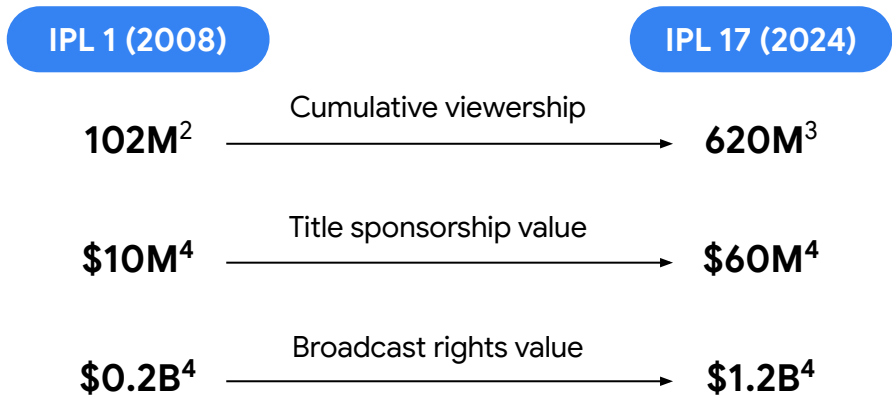 IPL 1 (2008)
IPL 17 (2024)
Cumulative viewership
102M²
620M³
Title sponsorship value
$10M⁴
$60M⁴
Broadcast rights value
$0.2B⁴
$1.2B⁴